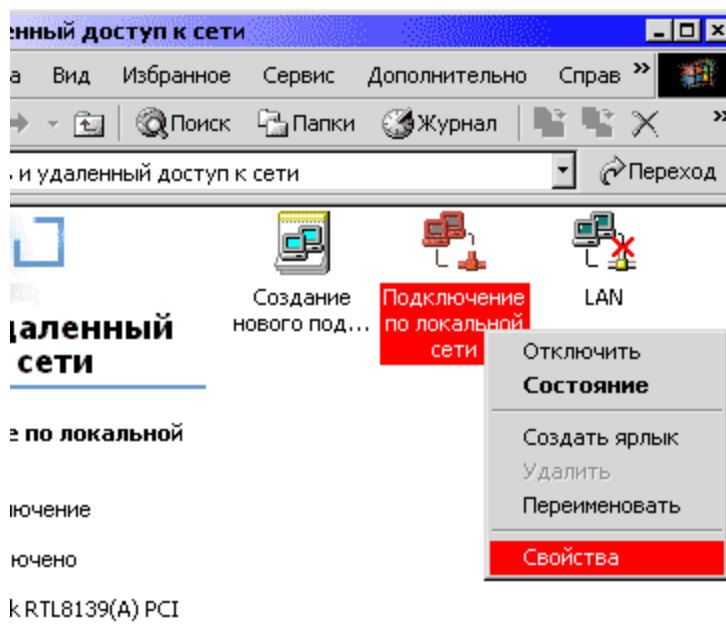 енный доступ к сети
а Вид Избранное Сервис Дополнительно Справ »
Поиск Папки Журнал »
ь и удаленный доступ к сети Переход
Создание
нового под...
Подключение
по локальной
сети
LAN
даленный
сети
е по локальной
лючение
ючено
k RTL8139(A) PCI
Отключить
Состояние
Создать ярлык
Удалить
Переименовать
Свойства